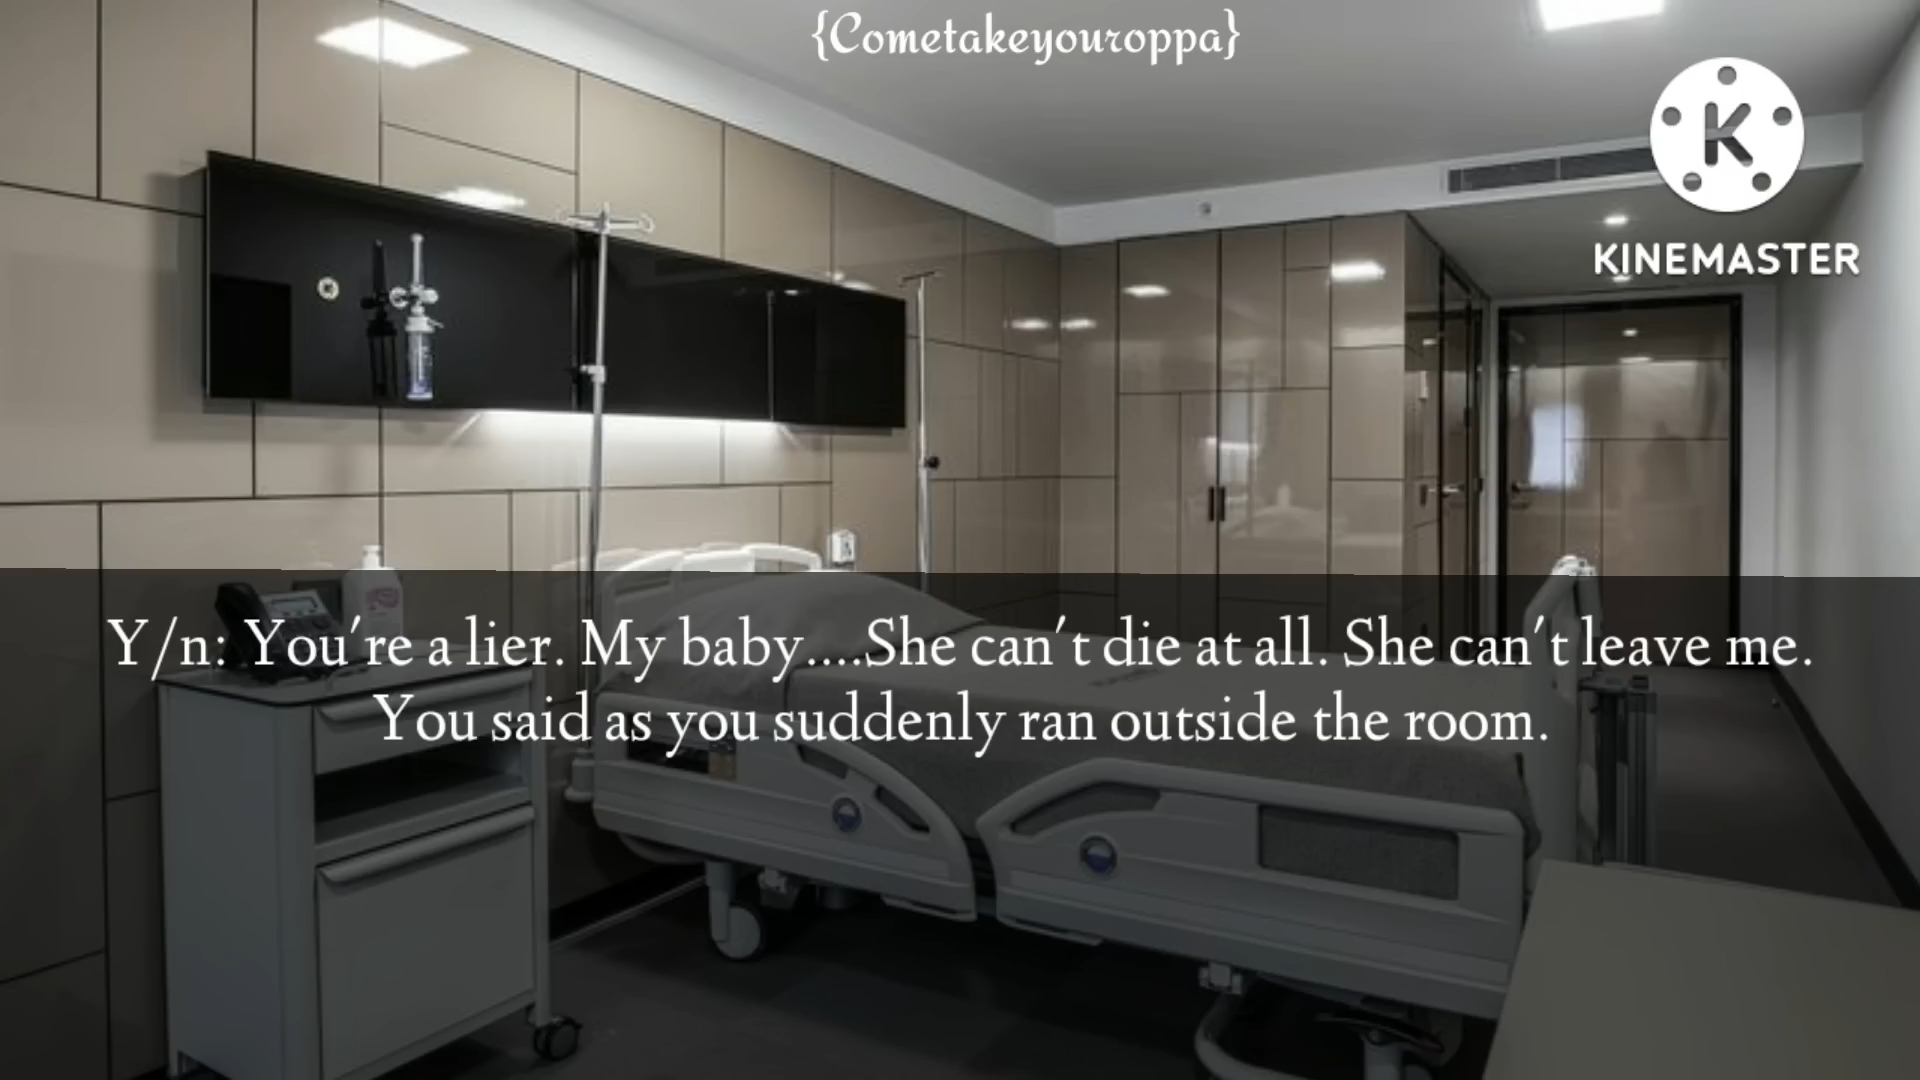 {Cometakeyouroppa}
K
KINEMASTER
Y/n: You're a lier. My baby....She can't die at all. She can't leave me.
You said as you suddenly ran outside the room.